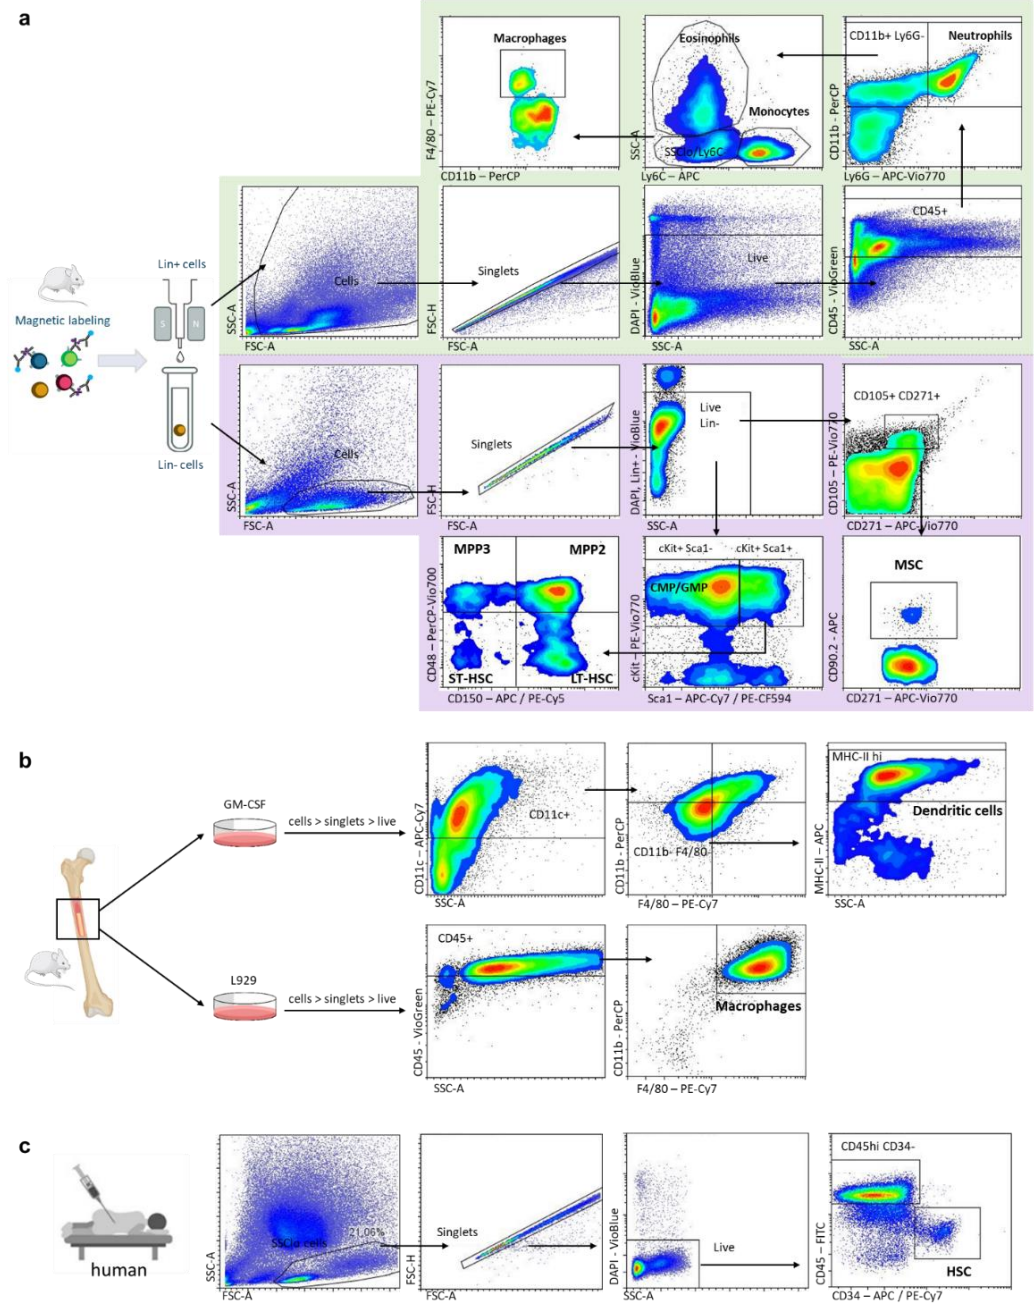 a
Macrophages
F4/80 – PE-Cy7
CD11b – PerCP
Eosinophils
Monocytes
SSClo/Ly6C
SSC-A
Ly6C – APC
CD11b+ Ly6G-
Neutrophils
CD11b - PerCP
Ly6G – APC-Vio770
Magnetic labeling
Lin+ cells
S
N
Lin- cells
Cells
SSC-A
FSC-A
Singlets
FSC-H
FSC-A
Live
DAPI - VioBlue
SSC-A
CD45+
CD45 - VioGreen
SSC-A
Cells
SSC-A
FSC-A
Singlets
FSC-H
FSC-A
Live
Lin-
DAPI, Lin+ - VioBlue
SSC-A
CD105+ CD271+
CD105 – PE-Vio770
CD271 – APC-Vio770
MPP3
MPP2
ST-HSC
LT-HSC
CD48 – PerCP-Vio700
CD150 – APC / PE-Cy5
cKit+ Sca1-
cKit+ Sca1+
CMP/GMP
cKit – PE-Vio770
Sca1 – APC-Cy7 / PE-CF594
MSC
CD90.2 - APC
CD271 – APC-Vio770
b
GM-CSF
cells > singlets > live
CD11c+
CD11c – APC-Cy7
SSC-A
CD11b- F4/80-
CD11b - PerCP
F4/80 – PE-Cy7
MHC-II hi
Dendritic cells
MHC-II – APC
SSC-A
L929
cells > singlets > live
CD45+
CD45 - VioGreen
SSC-A
Macrophages
CD11b - PerCP
F4/80 - PE-Cy7
c
human
SSClo cells
21,06%
SSC-A
FSC-A
Singlets
FSC-H
FSC-A
Live
DAPI - VioBlue
SSC-A
CD45hi CD34-
HSC
CD45 – FITC
CD34 – APC / PE-Cy7